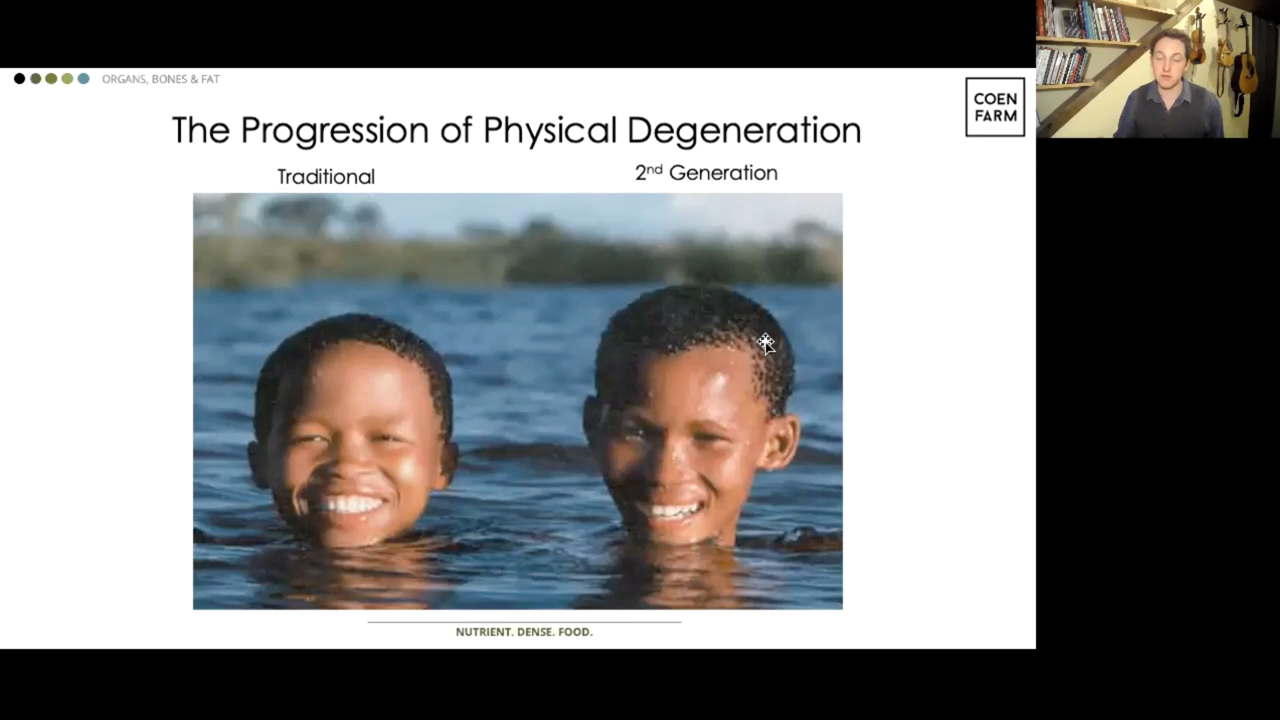 ORGANS, BONES & FAT
COEN
FARM
The Progression of Physical Degeneration
Traditional
2nd Generation
NUTRIENT. DENSE. FOOD.